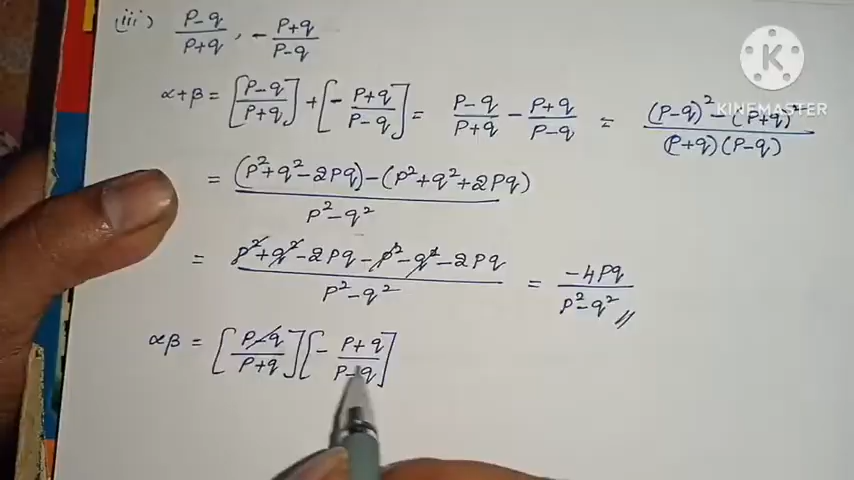 (iii) P-q/P+q, -P+q/P-q
α+β = [P-q/P+q] + [-P+q/P-q] = P-q/P+q - P+q/P-q = (P-q)² - (P+q)²/(P+q)(P-q)
= (P²+q²-2Pq) - (P²+q²+2Pq)/P²-q²
= P²+q²-2Pq-P²-q²-2Pq/P²-q² = -4Pq/P²-q² //
αβ = [P-q/P+q] [-P+q/P-q]
K
KINEMASTER